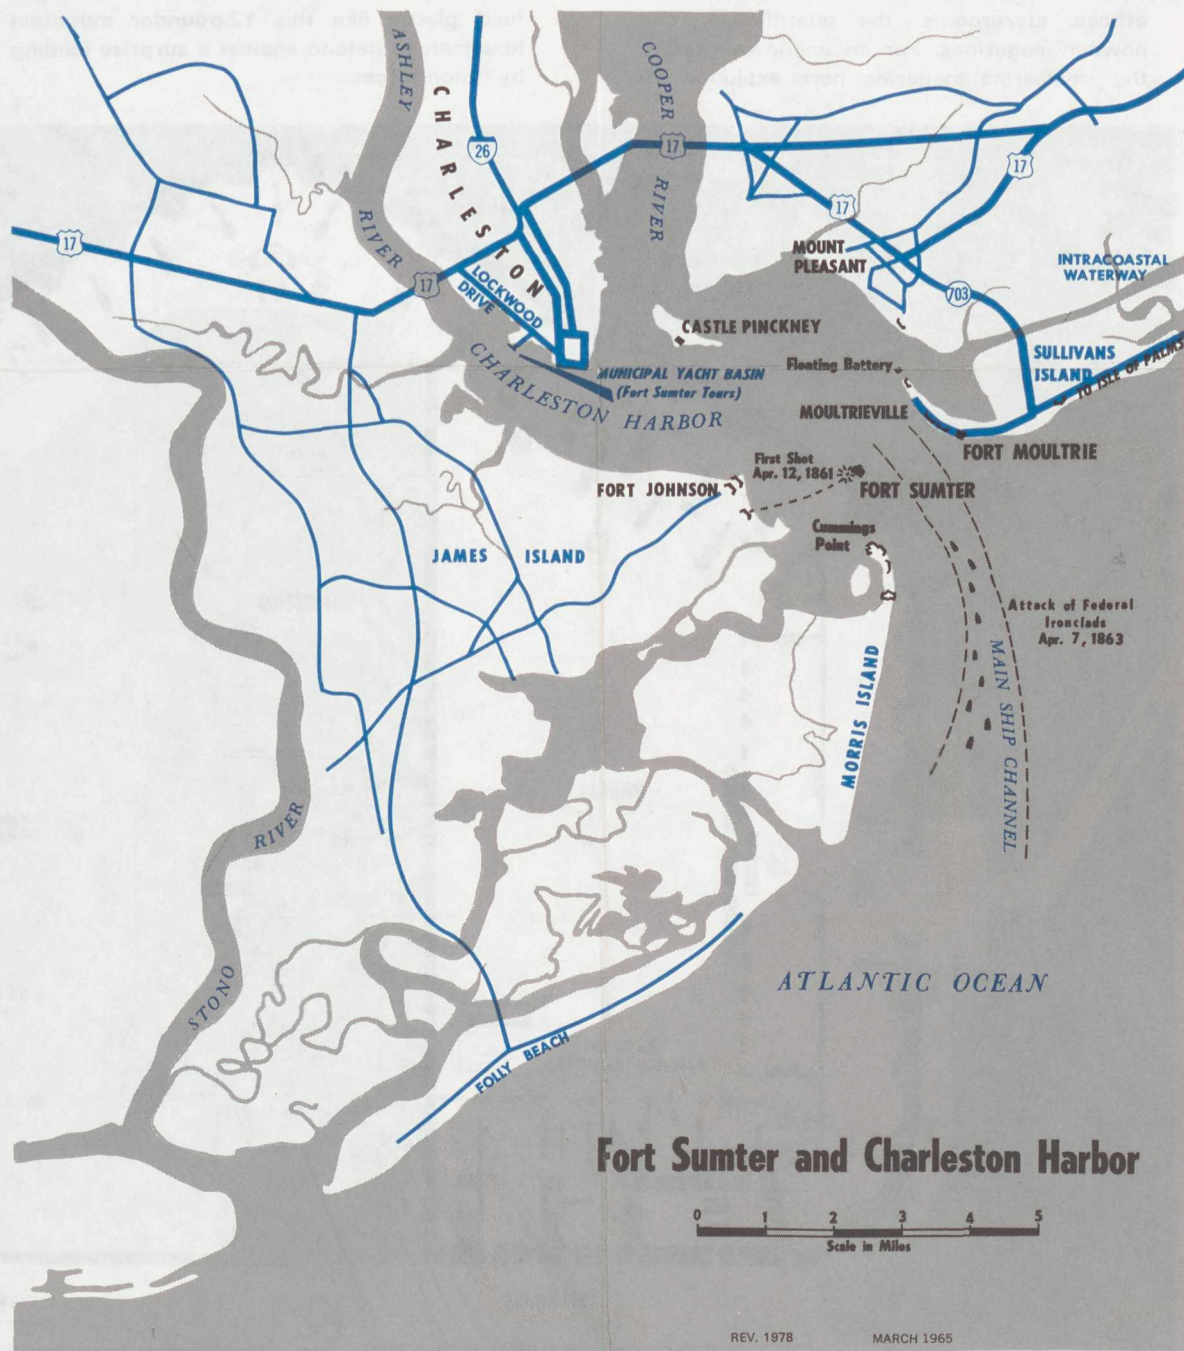 ASHLEY
RIVER
CHARLESTON
COOPER
RIVER
26
17
17
17
17
17
703
LOCKWOOD
DRIVE
MOUNT
PLEASANT
INTRACOASTAL
WATERWAY
CASTLE PINCKNEY
SULLIVANS
ISLAND
TO ISLE OF PALMS
Floating Battery
MUNICIPAL YACHT BASIN
(Fort Sumter Tours)
CHARLESTON HARBOR
MOULTRIEVILLE
FORT MOULTRIE
First Shot
Apr. 12, 1861
FORT JOHNSON
FORT SUMTER
Cummings
Point
JAMES ISLAND
Attack of Federal
Ironclads
Apr. 7, 1863
MAIN SHIP CHANNEL
MORRIS ISLAND
STONO RIVER
ATLANTIC OCEAN
FOLLY BEACH
Fort Sumter and Charleston Harbor
0 1 2 3 4 5
Scale in Miles
REV. 1978 MARCH 1965